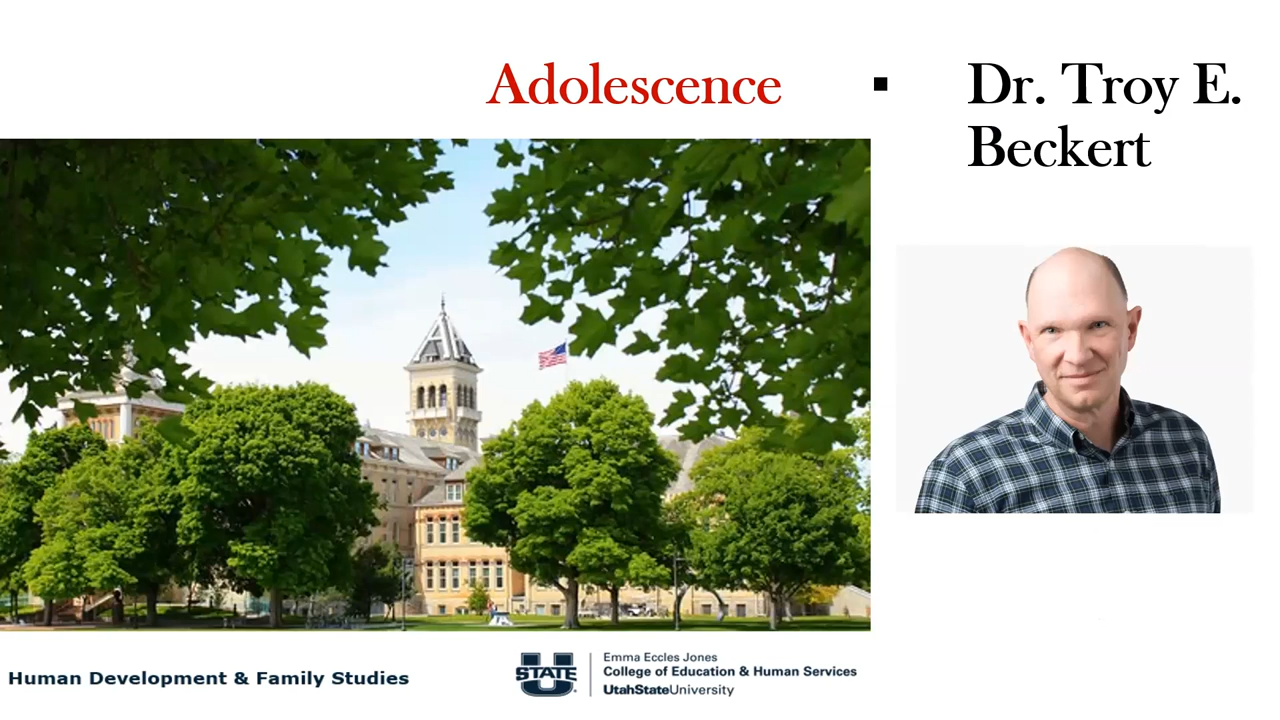 Adolescence
▪ Dr. Troy E.
Beckert
Human Development & Family Studies
U
STATE
Emma Eccles Jones
College of Education & Human Services
UtahStateUniversity